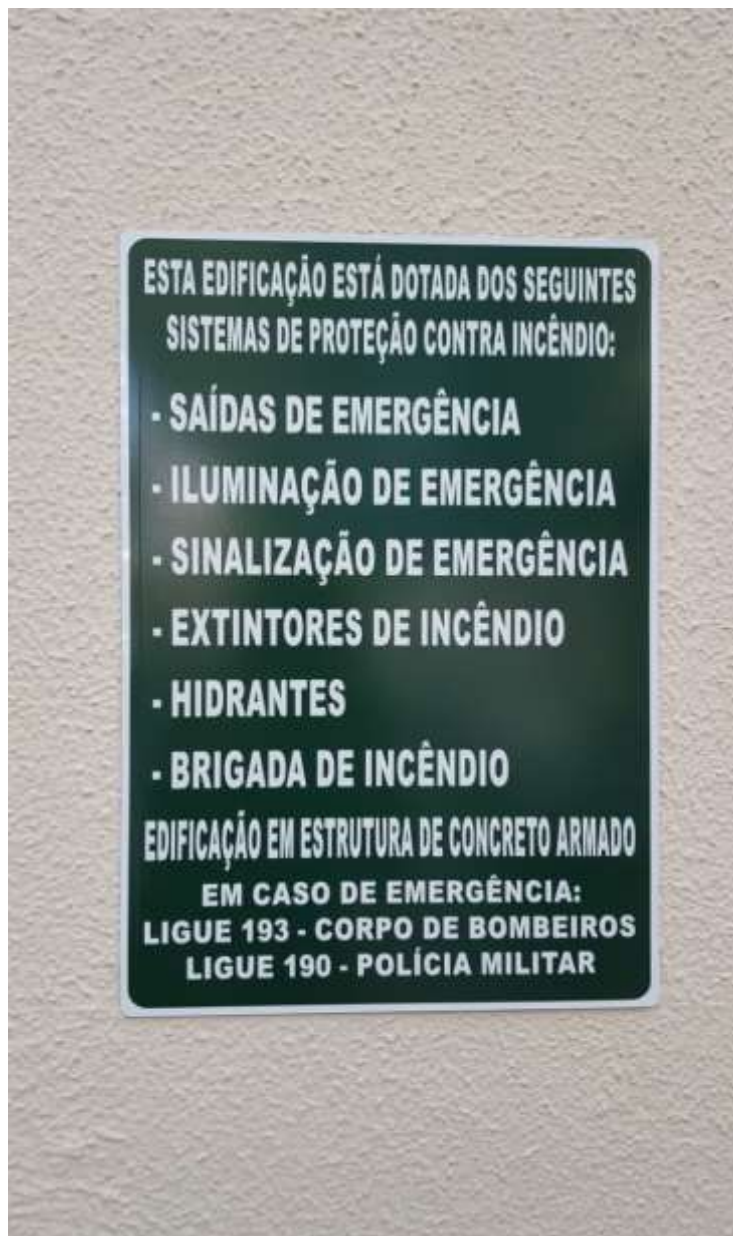 ESTA EDIFICAÇÃO ESTÁ DOTADA DOS SEGUINTES
SISTEMAS DE PROTEÇÃO CONTRA INCÊNDIO:
- SAÍDAS DE EMERGÊNCIA
- ILUMINAÇÃO DE EMERGÊNCIA
- SINALIZAÇÃO DE EMERGÊNCIA
- EXTINTORES DE INCÊNDIO
- HIDRANTES
- BRIGADA DE INCÊNDIO
EDIFICAÇÃO EM ESTRUTURA DE CONCRETO ARMADO
EM CASO DE EMERGÊNCIA:
LIGUE 193 - CORPO DE BOMBEIROS
LIGUE 190 - POLÍCIA MILITAR